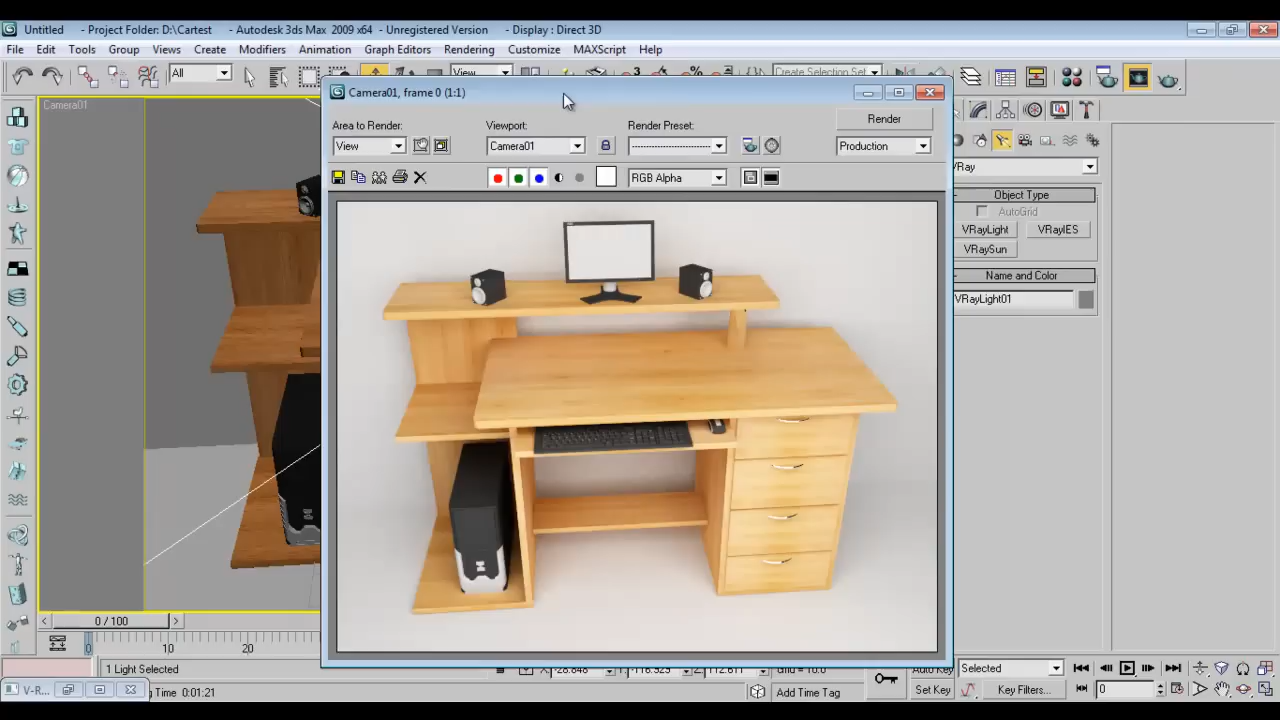 Untitled - Project Folder: D:\Cartest - Autodesk 3ds Max 2009 x64 - Unregistered Version - Display : Direct 3D
File Edit Tools Group Views Create Modifiers Animation Graph Editors Rendering Customize MAXScript Help
All View Create Selection Set
Camera01
Camera01, frame 0 (1:1)
Area to Render: Viewport: Render Preset: Render
View Camera01 Production
RGB Alpha
VRay
Object Type
AutoGrid
VRayLight VRayIES
VRaySun
Name and Color
VRayLight01
0 / 100
10 20
1 Light Selected
Selected
V-R...
Time 0:01:21
Add Time Tag
Set Key
Key Filters...
0